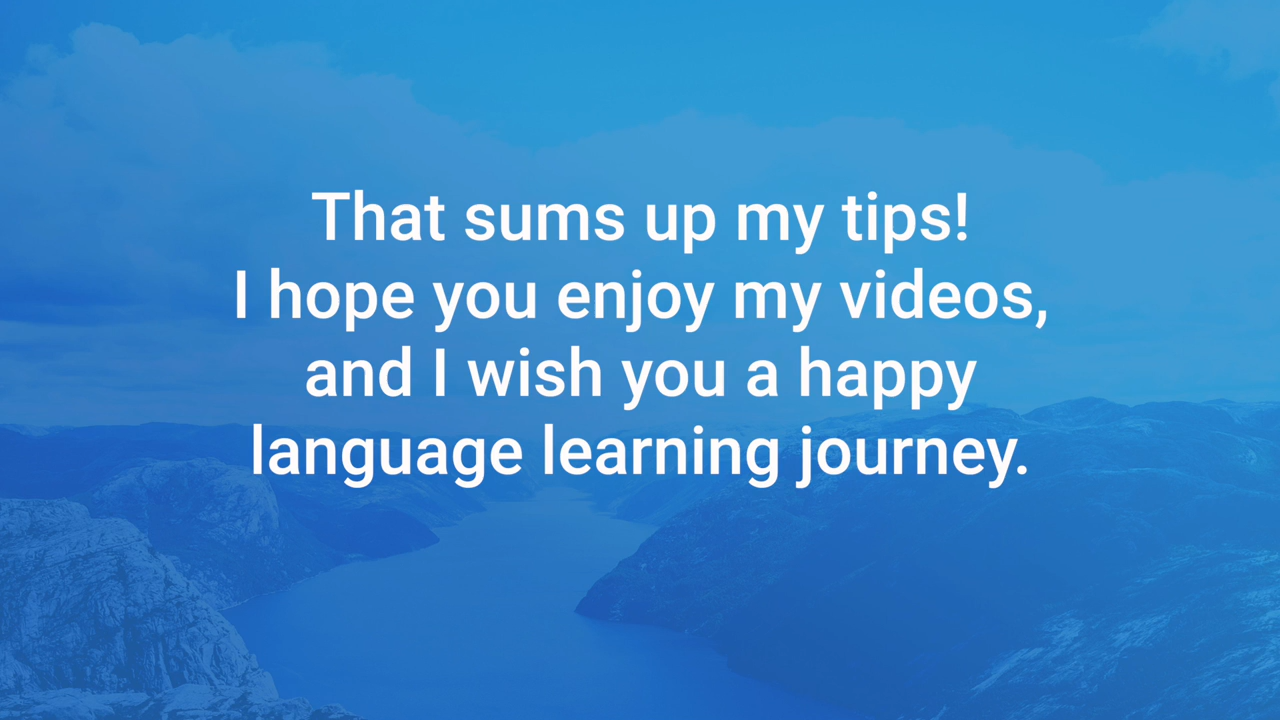 That sums up my tips!
I hope you enjoy my videos,
and I wish you a happy
language learning journey.